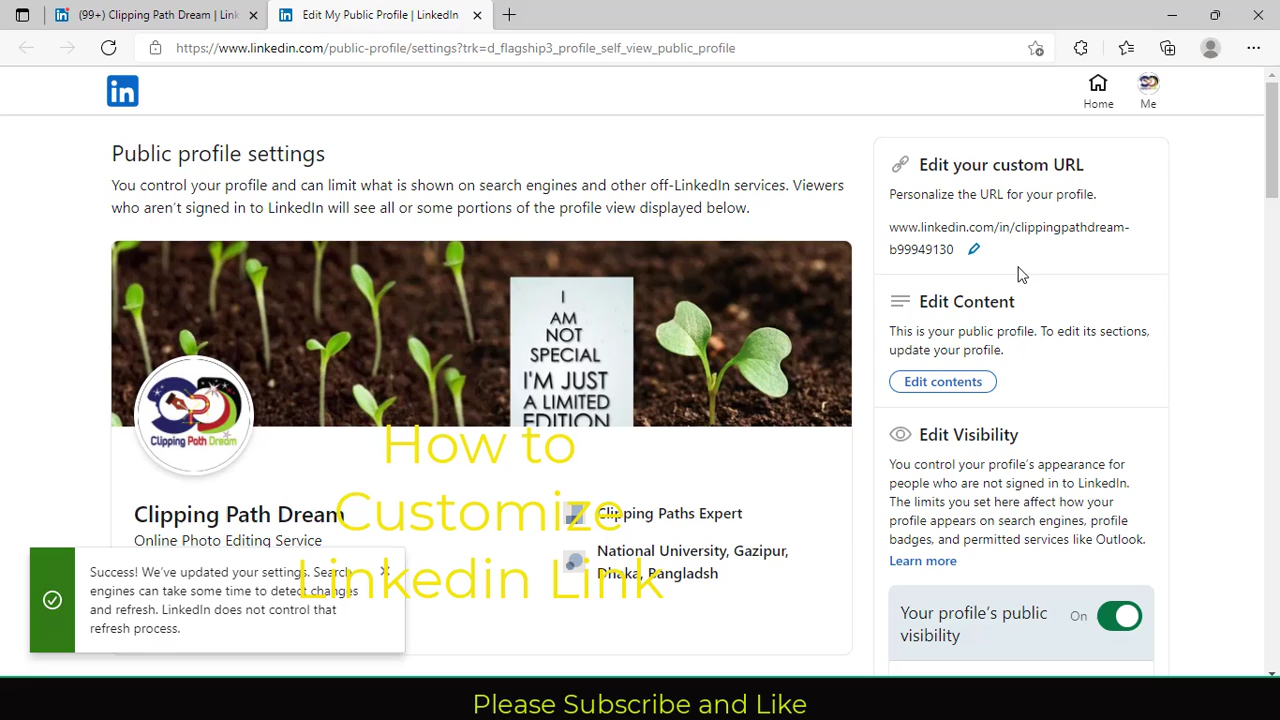 (99+) Clipping Path Dream | Link
Edit My Public Profile | LinkedIn
https://www.linkedin.com/public-profile/settings?trk=d_flagship3_profile_self_view_public_profile
in
Home
Me
Public profile settings
You control your profile and can limit what is shown on search engines and other off-LinkedIn services. Viewers
who aren't signed in to LinkedIn will see all or some portions of the profile view displayed below.
I
AM
NOT
SPECIAL
I'M JUST
A LIMITED
EDITION
Clipping Path Dream
Clipping Path Dream
Online Photo Editing Service
Clipping Paths Expert
National University, Gazipur,
Dhaka, Bangladesh
How to
Customize
Linkedin Link
Success! We've updated your settings. Search
engines can take some time to detect changes
and refresh. LinkedIn does not control that
refresh process.
Edit your custom URL
Personalize the URL for your profile.
www.linkedin.com/in/clippingpathdream-
b99949130
Edit Content
This is your public profile. To edit its sections,
update your profile.
Edit contents
Edit Visibility
You control your profile's appearance for
people who are not signed in to LinkedIn.
The limits you set here affect how your
profile appears on search engines, profile
badges, and permitted services like Outlook.
Learn more
Your profile's public
visibility
On
Please Subscribe and Like